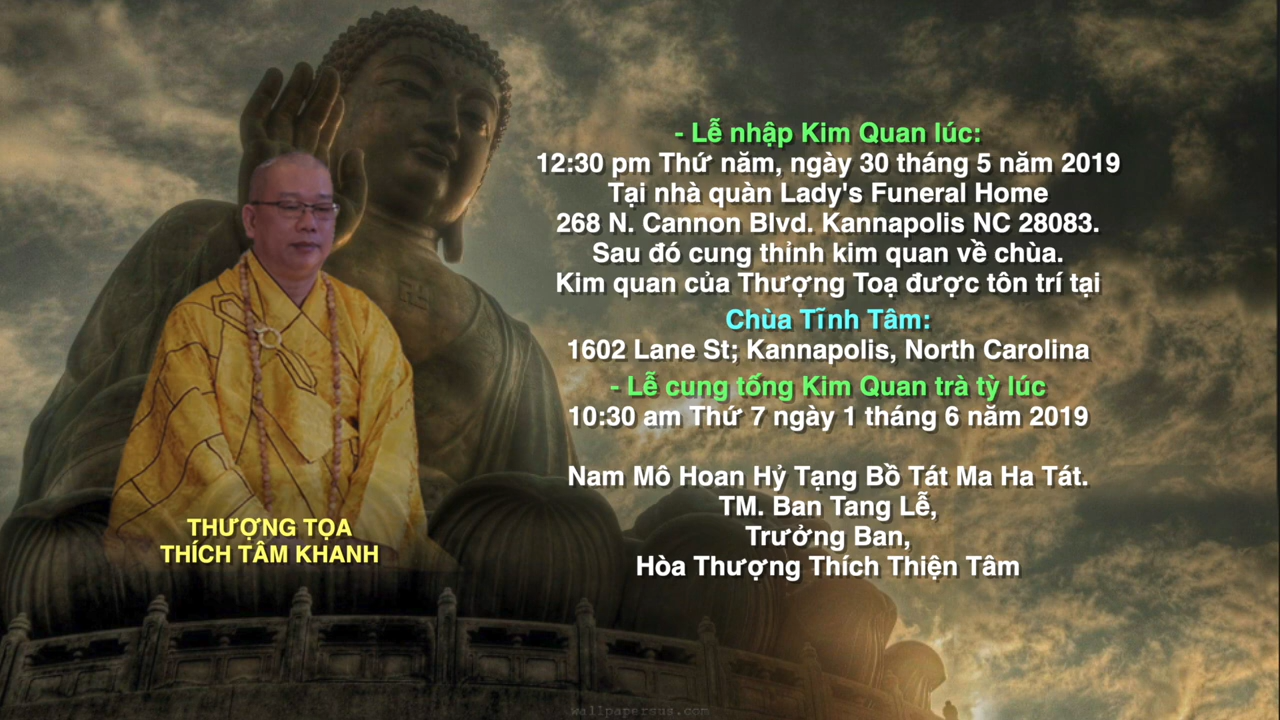 - Lễ nhập Kim Quan lúc:
12:30 pm Thứ năm, ngày 30 tháng 5 năm 2019
Tại nhà quàn Lady's Funeral Home
268 N. Cannon Blvd. Kannapolis NC 28083.
Sau đó cung thỉnh kim quan về chùa.
Kim quan của Thượng Toạ được tôn trí tại
Chùa Tĩnh Tâm:
1602 Lane St; Kannapolis, North Carolina
- Lễ cung tống Kim Quan trà tỳ lúc
10:30 am Thứ 7 ngày 1 tháng 6 năm 2019
Nam Mô Hoan Hỷ Tạng Bồ Tát Ma Ha Tát.
TM. Ban Tang Lễ,
Trưởng Ban,
Hòa Thượng Thích Thiện Tâm
THƯỢNG TỌA
THÍCH TÂM KHANH
wallpapersus.com